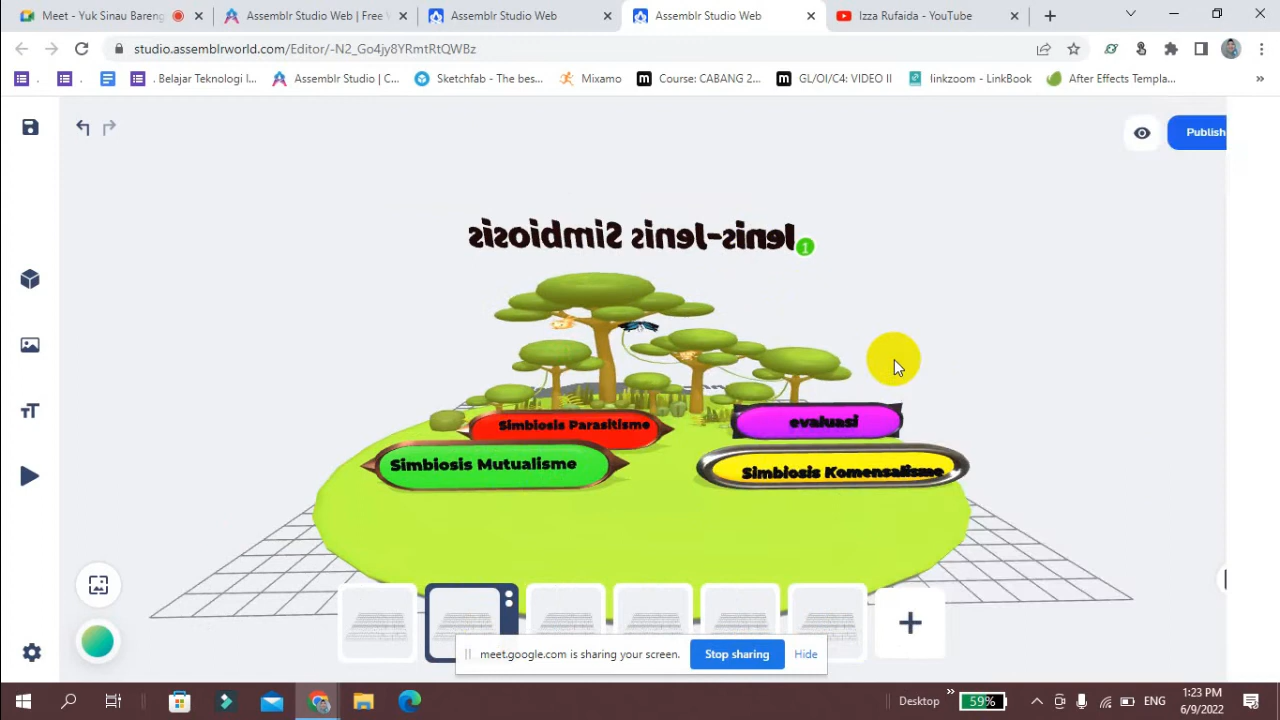 Meet - Yuk Sinau Bareng
Assemblr Studio Web | Free
Assemblr Studio Web
Assemblr Studio Web
Izza Rufaida - YouTube
studio.assemblrworld.com/Editor/-N2_Go4jy8YRmtRtQWBz
.
.
. Belajar Teknologi I...
Assemblr Studio | C...
Sketchfab - The bes...
Mixamo
Course: CABANG 2...
GL/OI/C4: VIDEO II
linkzoom - LinkBook
After Effects Templa...
»
Publish
Jenis-Jenis Simbiosis
1
Simbiosis Parasitisme
evaluasi
Simbiosis Mutualisme
Simbiosis Komensalisme
meet.google.com is sharing your screen.
Stop sharing
Hide
Desktop
»
59%
ENG
1:23 PM
6/9/2022